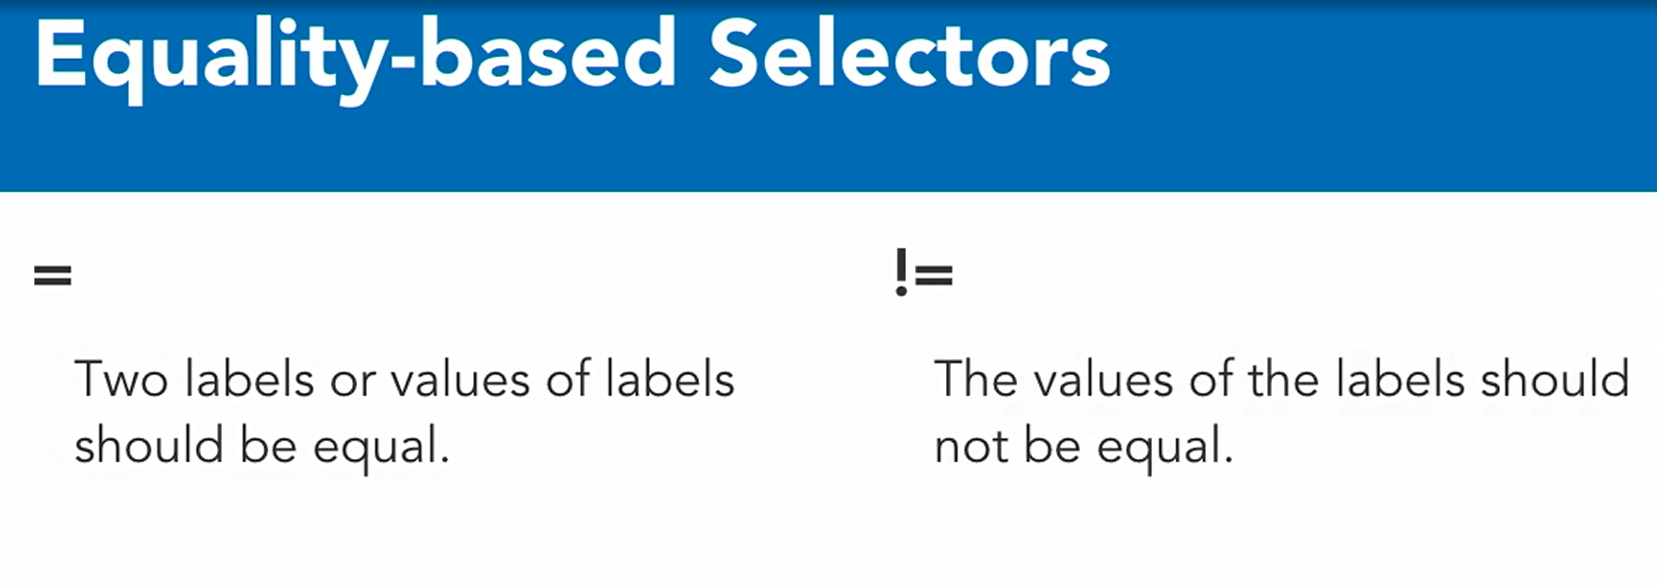 Equality-based Selectors
=
Two labels or values of labels
should be equal.
!=
The values of the labels should
not be equal.